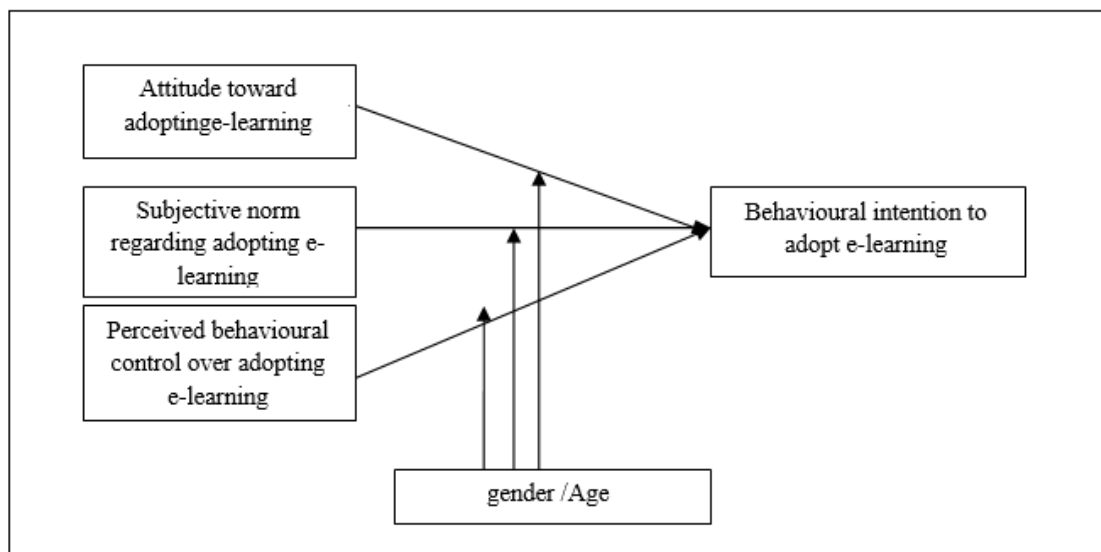 Attitude toward
adoptinge-learning
Subjective norm
regarding adopting e-
learning
Perceived behavioural
control over adopting
e-learning
Behavioural intention to
adopt e-learning
gender /Age